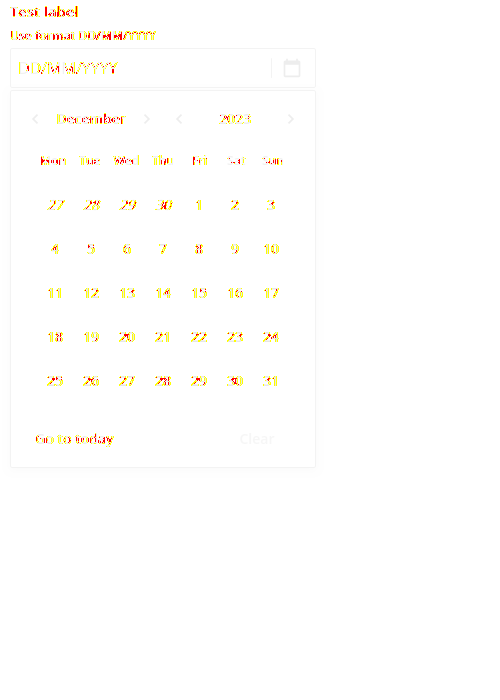 Test label
Use format DD/MM/YYYY
DD/MM/YYYY
December 2023
Mon Tue Wed Thu Fri Sat Sun
27 28 29 30 1 2 3
4 5 6 7 8 9 10
11 12 13 14 15 16 17
18 19 20 21 22 23 24
25 26 27 28 29 30 31
Go to today Clear